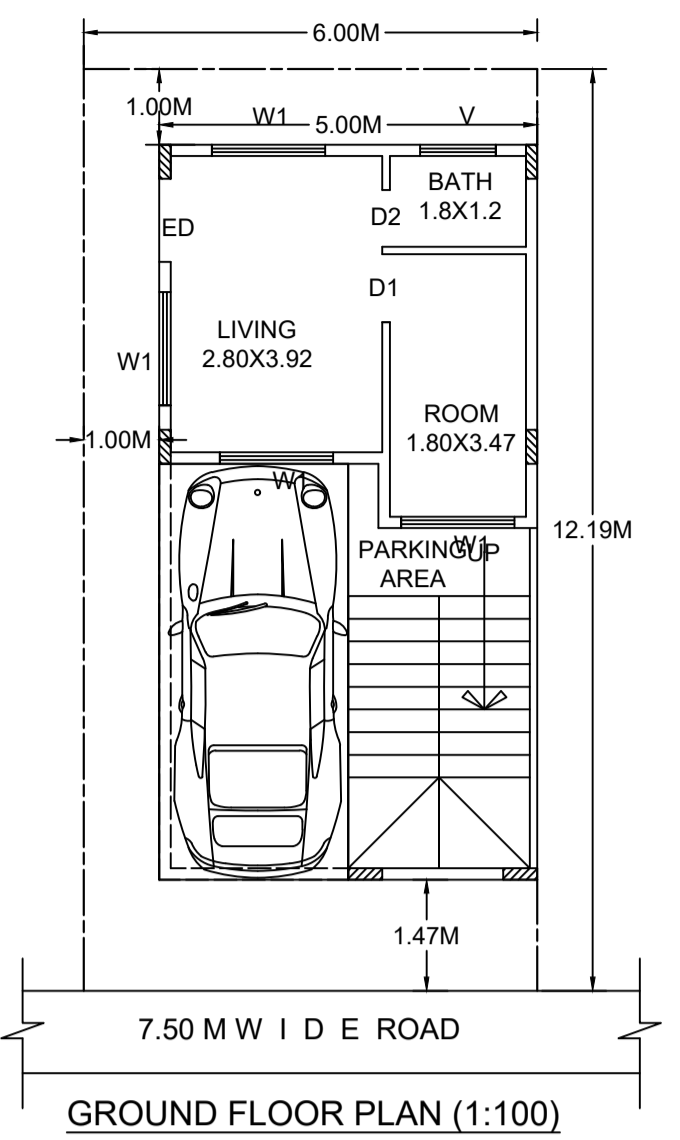 6.00M
1.00M
W1
5.00M
V
BATH
1.8X1.2
ED
D2
D1
LIVING
2.80X3.92
W1
ROOM
1.80X3.47
1.00M
W1
12.19M
PARKING
W1
UP
AREA
1.47M
7.50 M W I D E ROAD
GROUND FLOOR PLAN (1:100)